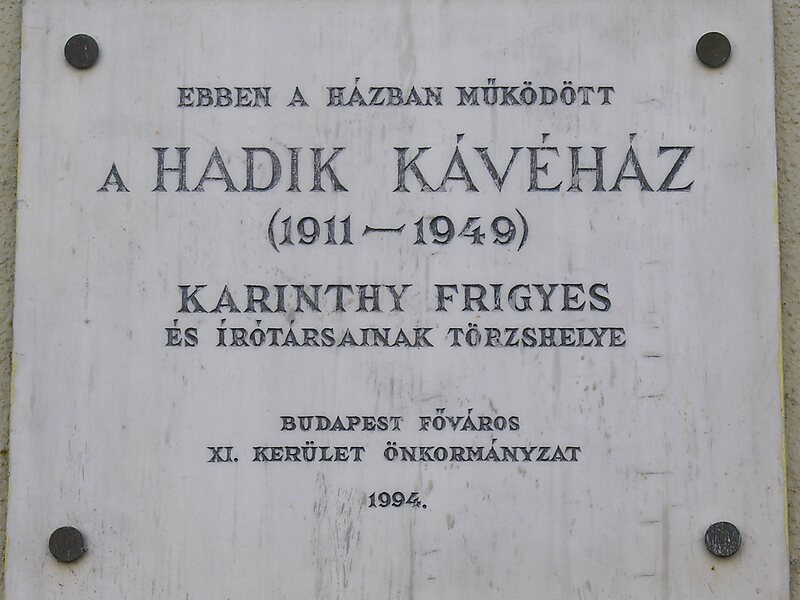 EBBEN A HÁZBAN MŰKÖDÖTT
A HADIK KÁVÉHÁZ
(1911 — 1949)
KARINTHY FRIGYES
ÉS ÍRÓTÁRSAINAK TÖRZSHELYE
BUDAPEST FŐVÁROS
XI. KERÜLET ÖNKORMÁNYZAT
1994.